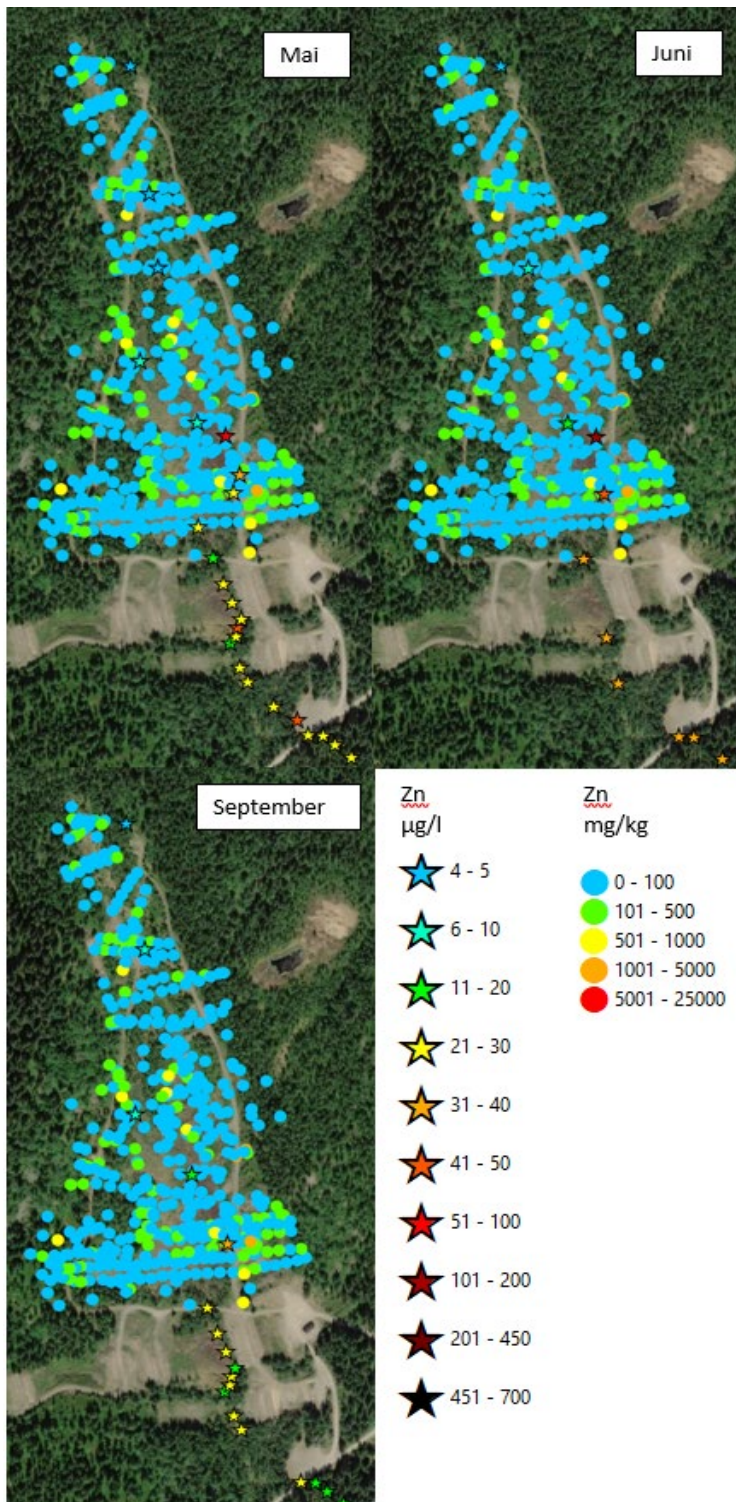 Mai
Juni
September
Zn
µg/l
4 - 5
6 - 10
11 - 20
21 - 30
31 - 40
41 - 50
51 - 100
101 - 200
201 - 450
451 - 700
Zn
mg/kg
0 - 100
101 - 500
501 - 1000
1001 - 5000
5001 - 25000